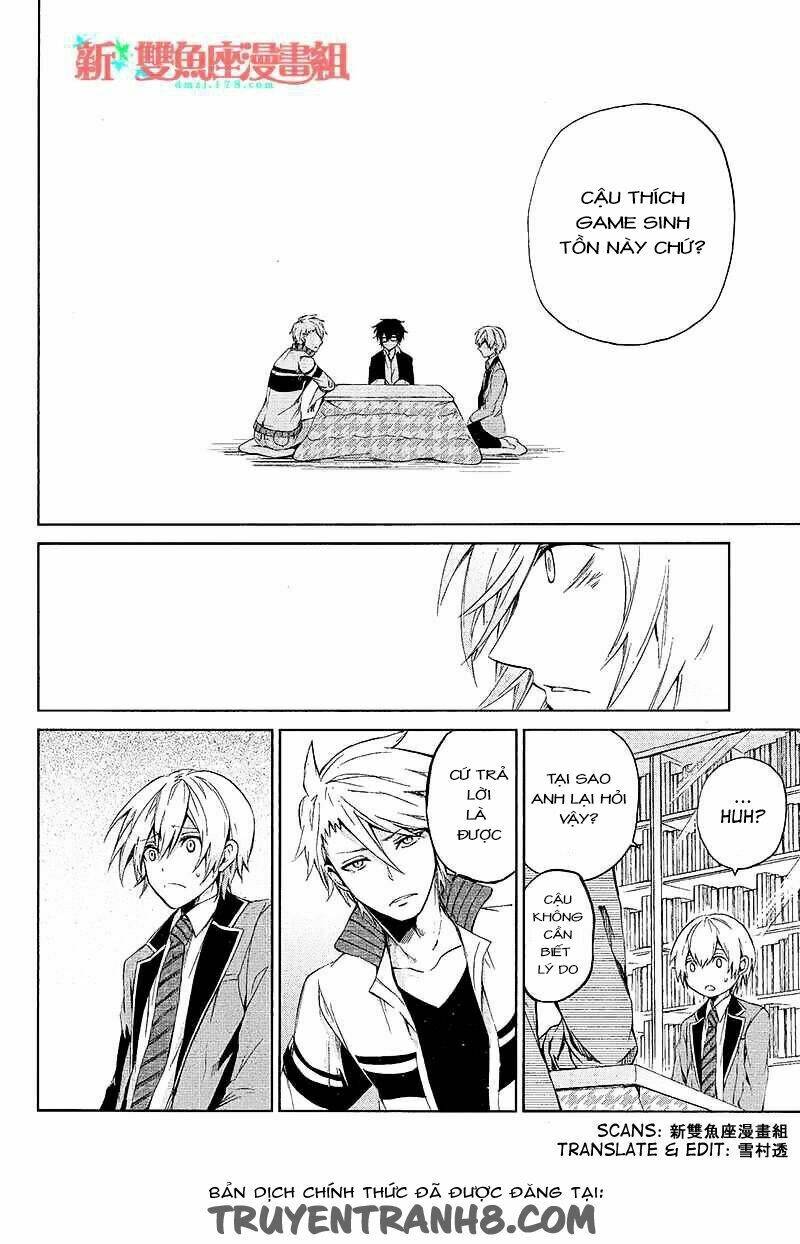 新☆雙魚座漫畫組
dmzj.178.com
CẬU THÍCH
GAME SINH
TỒN NÀY CHỨ?
...
HUH?
TẠI SAO
ANH LẠI HỎI
VẬY?
CẬU
KHÔNG
CẦN
BIẾT
LÝ DO
CỨ TRẢ
LỜI
LÀ
ĐƯỢC
SCANS: 新雙魚座漫畫組
TRANSLATE & EDIT: 雪村透
BẢN DỊCH CHÍNH THỨC ĐÃ ĐƯỢC ĐĂNG TẠI:
TRUYENTRANH8.COM